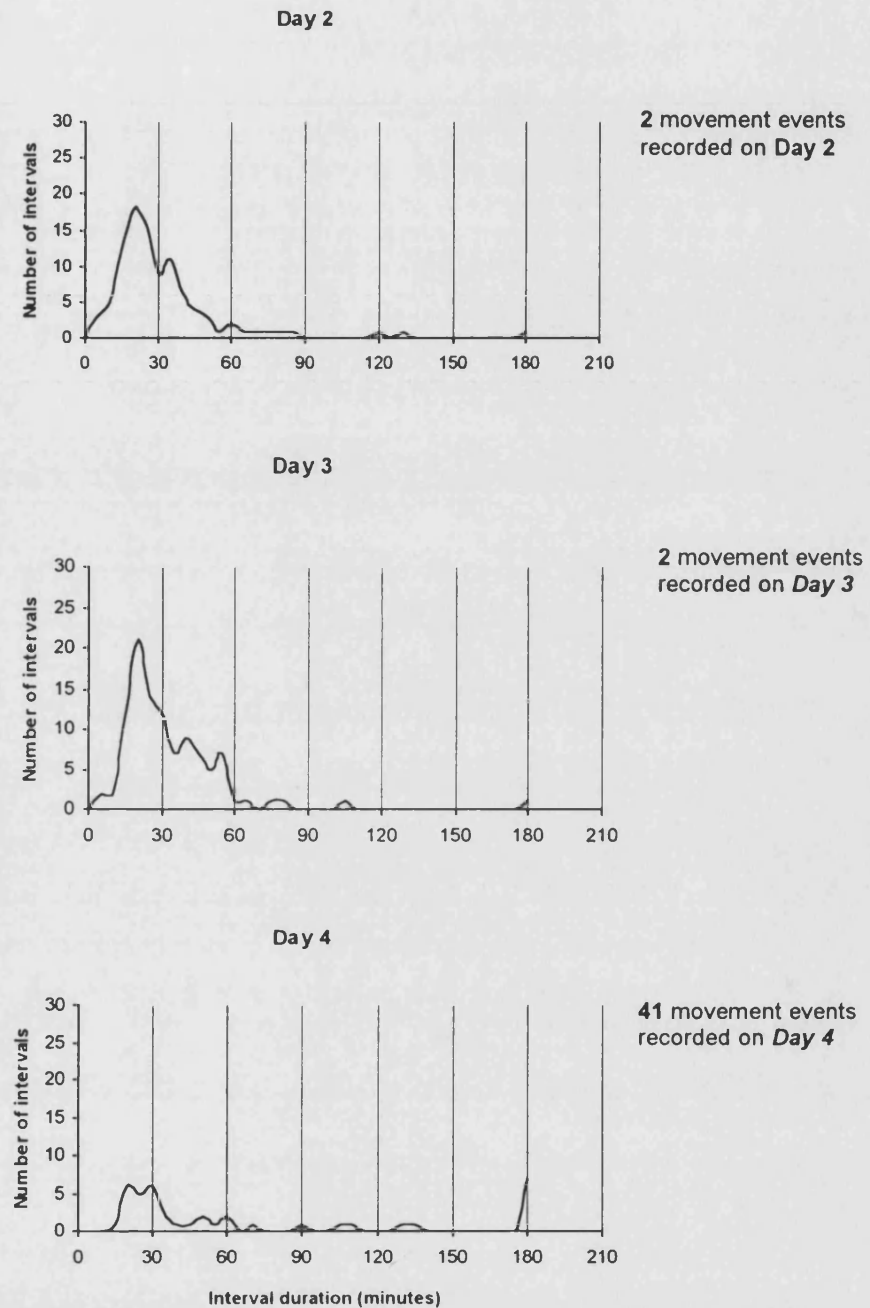 Day 2
30
25
20
15
10
5
0
Number of Intervals
0 30 60 90 120 150 180 210
2 movement events
recorded on Day 2
Day 3
30
25
20
15
10
5
0
Number of intervals
0 30 60 90 120 150 180 210
2 movement events
recorded on Day 3
Day 4
30
25
20
15
10
5
0
Number of intervals
0 30 60 90 120 150 180 210
Interval duration (minutes)
41 movement events
recorded on Day 4